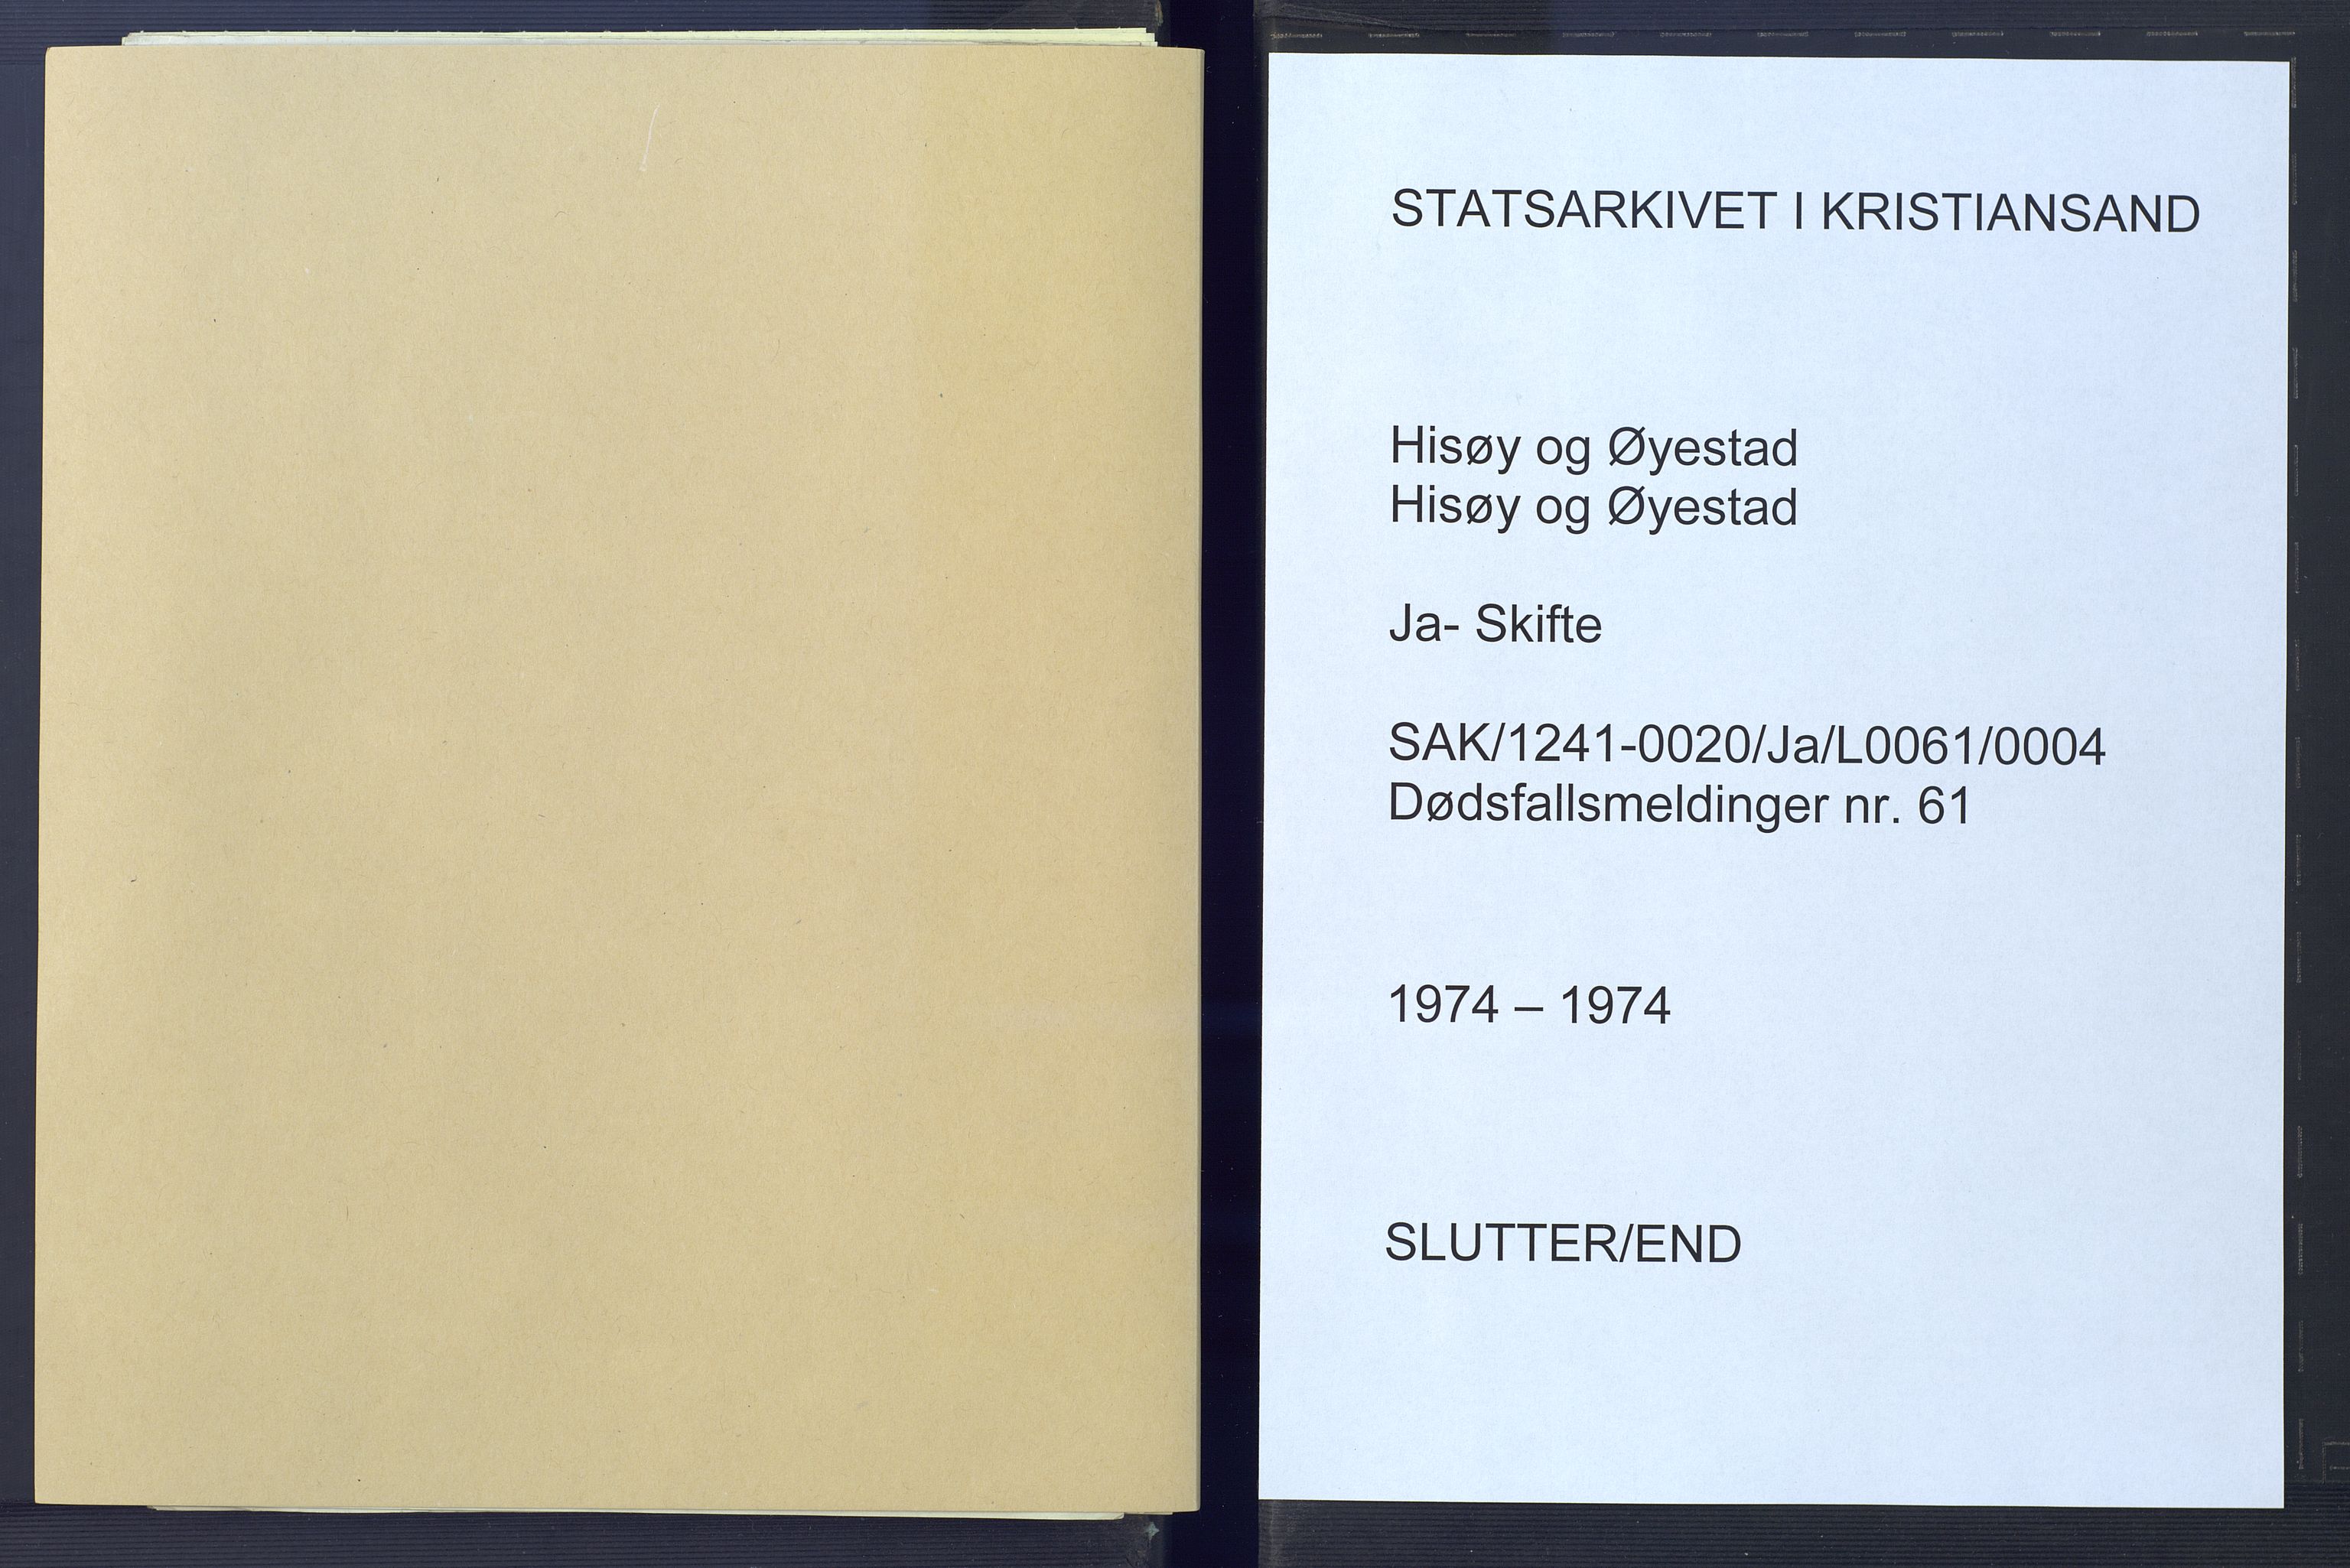 STATSARKIVET I KRISTIANSAND
Hisøy og Øyestad
Hisøy og Øyestad
Ja- Skifte
SAK/1241-0020/Ja/L0061/0004
Dødsfallsmeldinger nr. 61
1974 – 1974
SLUTTER/END